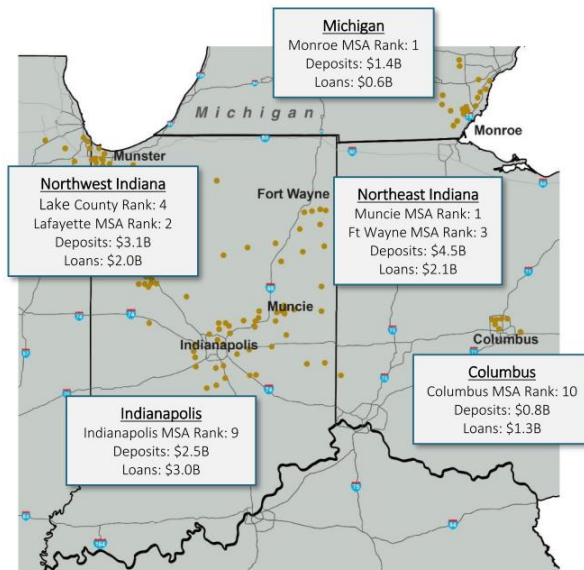 Michigan
Monroe MSA Rank: 1
Deposits: $1.4B
Loans: $0.6B
Michigan
Monroe
Munster
Northwest Indiana
Lake County Rank: 4
Lafayette MSA Rank: 2
Deposits: $3.1B
Loans: $2.0B
Fort Wayne
Northeast Indiana
Muncie MSA Rank: 1
Ft Wayne MSA Rank: 3
Deposits: $4.5B
Loans: $2.1B
Muncie
Indianapolis
Columbus
Columbus
Columbus MSA Rank: 10
Deposits: $0.8B
Loans: $1.3B
Indianapolis
Indianapolis MSA Rank: 9
Deposits: $2.5B
Loans: $3.0B